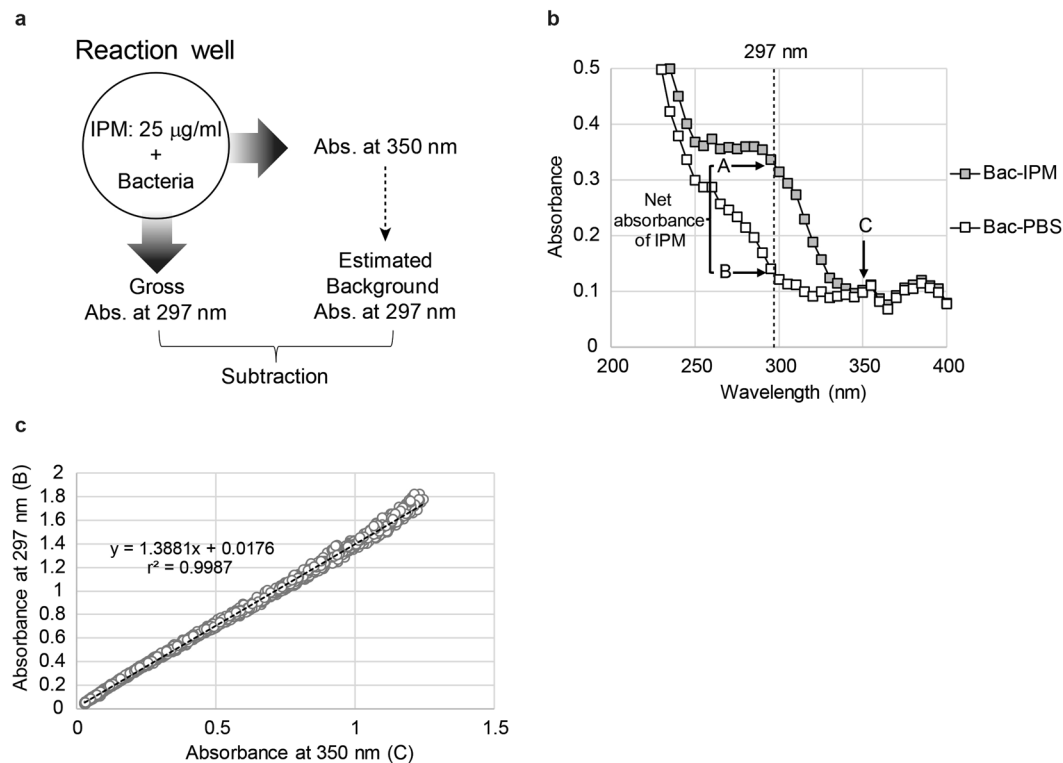 a
Reaction well
IPM: 25 μg/ml
+
Bacteria
Abs. at 350 nm
Gross
Abs. at 297 nm
Estimated
Background
Abs. at 297 nm
Subtraction
b
297 nm
0.5
0.4
0.3
0.2
0.1
0
Absorbance
A
Net
absorbance
of IPM
B
C
Bac-IPM
Bac-PBS
200
250
300
350
400
Wavelength (nm)
c
2
1.8
1.6
1.4
1.2
1
0.8
0.6
0.4
0.2
0
Absorbance at 297 nm (B)
y = 1.3881x + 0.0176
r² = 0.9987
0
0.5
1
1.5
Absorbance at 350 nm (C)